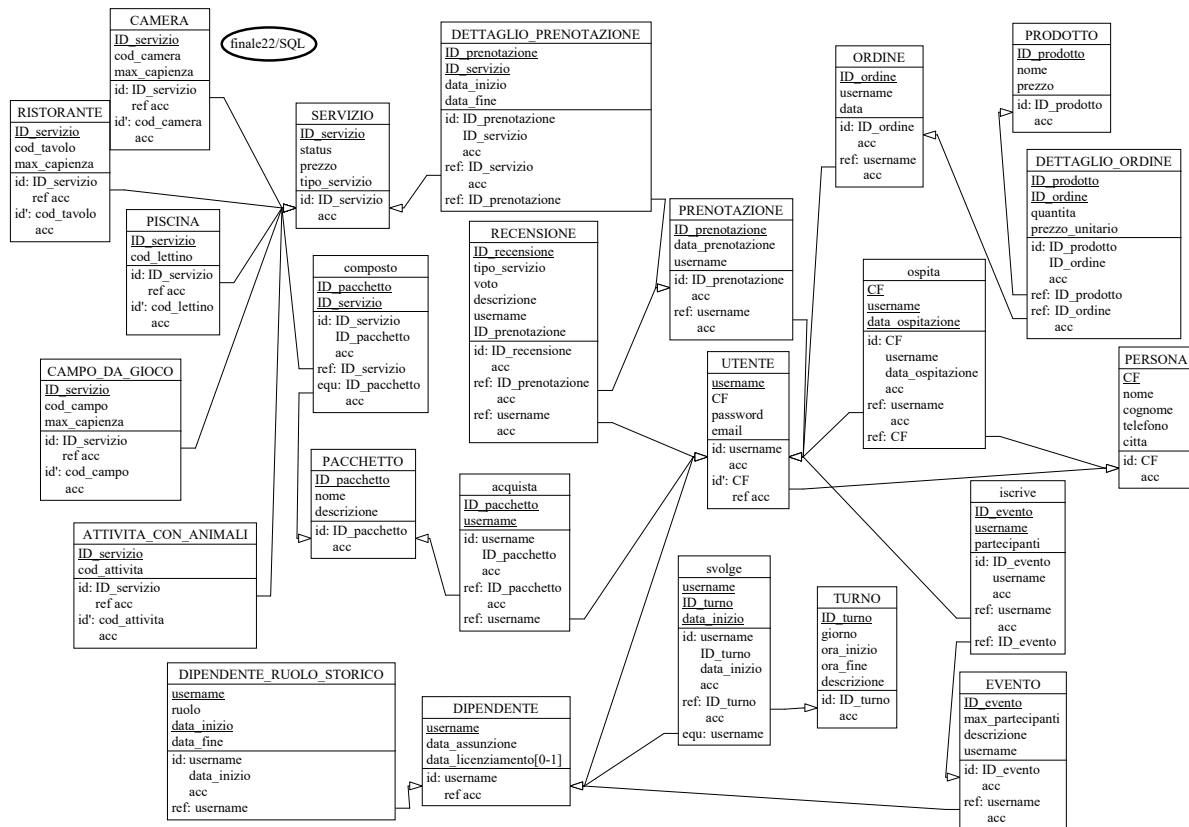 CAMERA
ID_servizio
cod_camera
max_capienza
id: ID_servizio
ref acc
id': cod_camera
acc
finale22/SQL
RISTORANTE
ID_servizio
cod_tavolo
max_capienza
id: ID_servizio
ref acc
id': cod_tavolo
acc
PISCINA
ID_servizio
cod_lettino
id: ID_servizio
ref acc
id': cod_lettino
acc
CAMPO_DA_GIOCO
ID_servizio
cod_campo
max_capienza
id: ID_servizio
ref acc
id': cod_campo
acc
ATTIVITA_CON_ANIMALI
ID_servizio
cod_attivita
id: ID_servizio
ref acc
id': cod_attivita
acc
SERVIZIO
ID_servizio
status
prezzo
tipo_servizio
id: ID_servizio
acc
composto
ID_pacchetto
ID_servizio
id: ID_servizio
ID_pacchetto
acc
ref: ID_servizio
equ: ID_pacchetto
acc
PACCHETTO
ID_pacchetto
nome
descrizione
id: ID_pacchetto
acc
DETTAGLIO_PRENOTAZIONE
ID_prenotazione
ID_servizio
data_inizio
data_fine
id: ID_prenotazione
ID_servizio
acc
ref: ID_servizio
acc
ref: ID_prenotazione
RECENSIONE
ID_recensione
tipo_servizio
voto
descrizione
username
ID_prenotazione
id: ID_recensione
acc
ref: ID_prenotazione
acc
ref: username
acc
acquista
ID_pacchetto
username
id: username
ID_pacchetto
acc
ref: ID_pacchetto
acc
ref: username
PRENOTAZIONE
ID_prenotazione
data_prenotazione
username
id: ID_prenotazione
acc
ref: username
acc
UTENTE
username
CF
password
email
id: username
acc
id': CF
ref acc
ORDINE
ID_ordine
username
data
id: ID_ordine
acc
ref: username
acc
PRODOTTO
ID_prodotto
nome
prezzo
id: ID_prodotto
acc
DETTAGLIO_ORDINE
ID_prodotto
ID_ordine
quantita
prezzo_unitario
id: ID_prodotto
ID_ordine
acc
ref: ID_prodotto
ref: ID_ordine
acc
ospita
CF
username
data_ospitazione
id: CF
username
data_ospitazione
acc
ref: username
acc
ref: CF
PERSONA
CF
nome
cognome
telefono
citta
id: CF
acc
iscrive
ID_evento
username
partecipanti
id: ID_evento
username
acc
ref: username
acc
ref: ID_evento
svolge
username
ID_turno
data_inizio
id: username
ID_turno
data_inizio
acc
ref: ID_turno
acc
equ: username
TURNO
ID_turno
giorno
ora_inizio
ora_fine
descrizione
id: ID_turno
acc
DIPENDENTE_RUOLO_STORICO
username
ruolo
data_inizio
data_fine
id: username
data_inizio
acc
ref: username
DIPENDENTE
username
data_assunzione
data_licenziamento[0-1]
id: username
ref acc
EVENTO
ID_evento
max_partecipanti
descrizione
username
id: ID_evento
acc
ref: username
acc